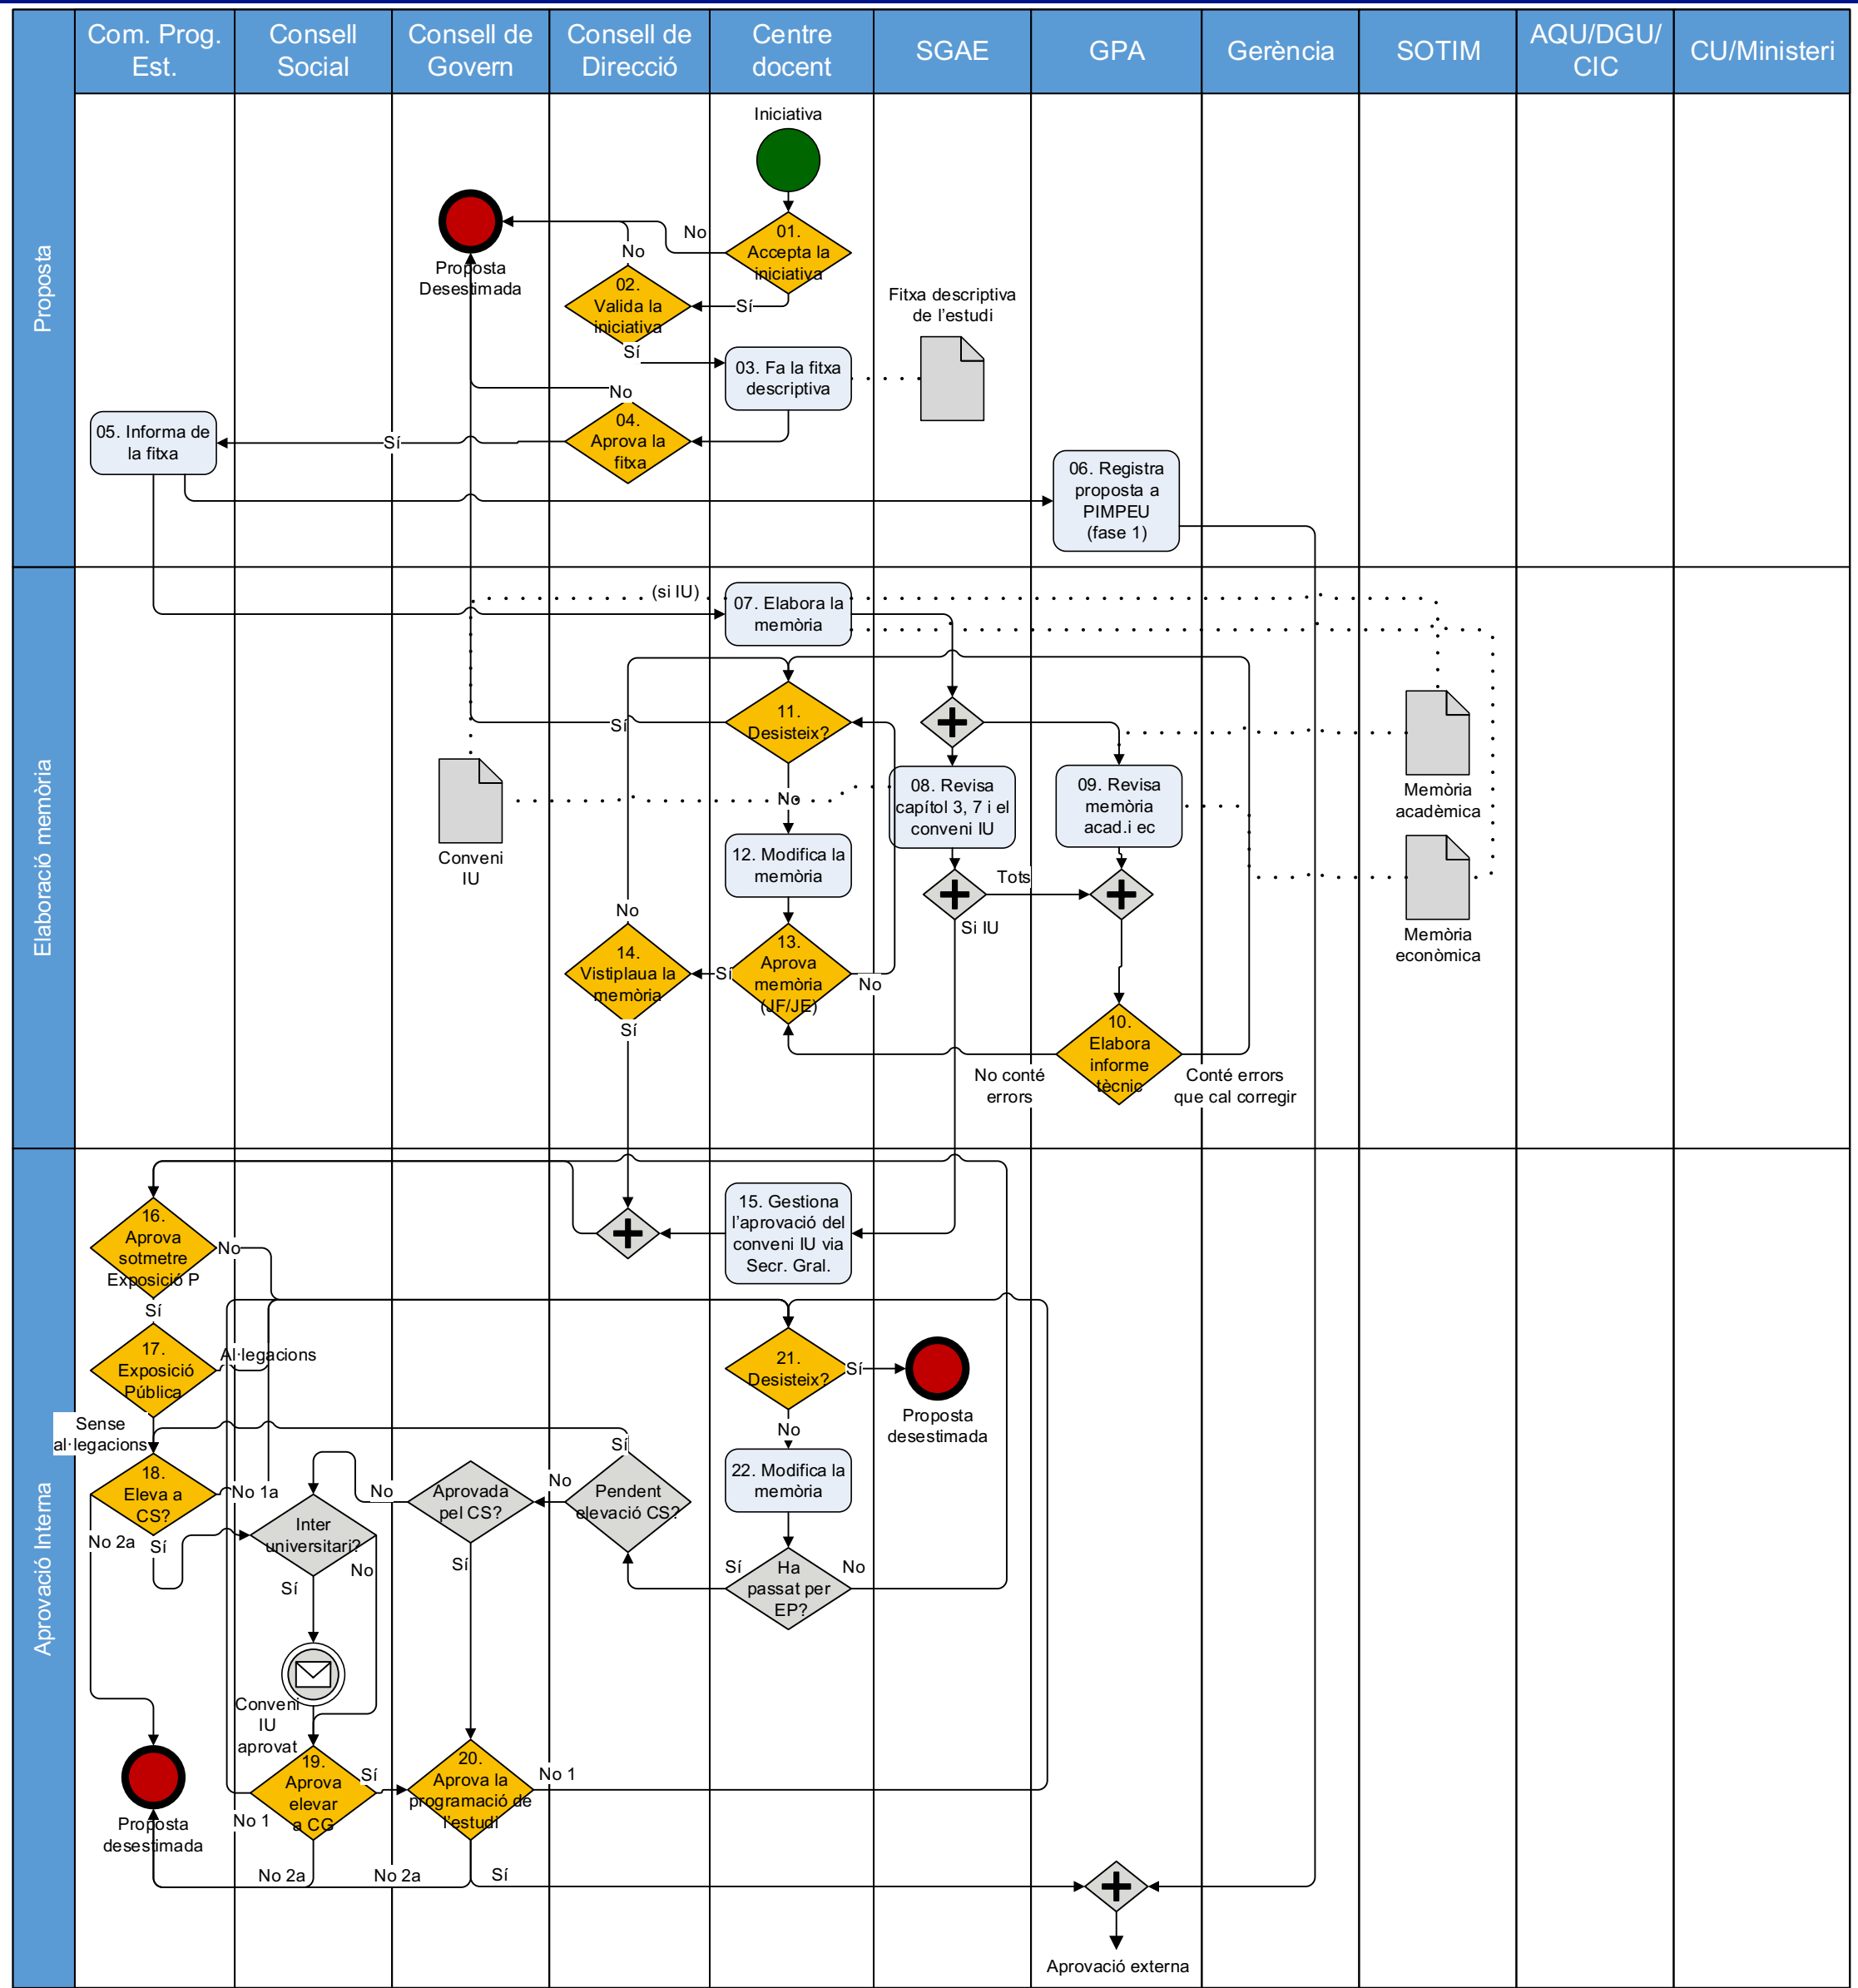 Com. Prog.
Est.
Consell
Social
Consell de
Govern
Consell de
Direcció
Centre
docent
SGAE
GPA
Gerència
SOTIM
AQU/DGU/
CIC
CU/Ministeri
Proposta
Iniciativa
01.
Accepta la
iniciativa
No
No
Proposta
Desestimada
02.
Valida la
iniciativa
Sí
Sí
Fitxa descriptiva
de l'estudi
03. Fa la fitxa
descriptiva
No
04.
Aprova la
fitxa
Sí
05. Informa de
la fitxa
06. Registra
proposta a
PIMPEU
(fase 1)
Elaboració memòria
(si IU)
07. Elabora la
memòria
11.
Desisteix?
Sí
No
08. Revisa
capítol 3, 7 i el
conveni IU
09. Revisa
memòria
acad.i ec
Memòria
acadèmica
Conveni
IU
12. Modifica la
memòria
Tots
Si IU
Memòria
econòmica
No
14.
Vistiplaua la
memòria
Sí
13.
Aprova
memòria
(JF/JE)
No
Sí
10.
Elabora
informe
tècnic
No conté
errors
Conté errors
que cal corregir
Aprovació Interna
16.
Aprova
sotmetre
Exposició P
No
Sí
15. Gestiona
l'aprovació del
conveni IU via
Secr. Gral.
17.
Exposició
Pública
Al·legacions
Sense
al·legacions
21.
Desisteix?
Sí
No
Proposta
desestimada
18.
Eleva a
CS?
No 1a
No 2a
Sí
Inter
universitari?
No
Sí
No
Aprovada
pel CS?
Sí
No
Sí
Pendent
elevació CS?
22. Modifica la
memòria
Sí
Ha
passat per
EP?
No
Conveni
IU
aprovat
Proposta
desestimada
19.
Aprova
elevar
a CG
Sí
No 1
No 2a
20.
Aprova la
programació de
l'estudi
No 1
No 2a
Sí
Aprovació externa